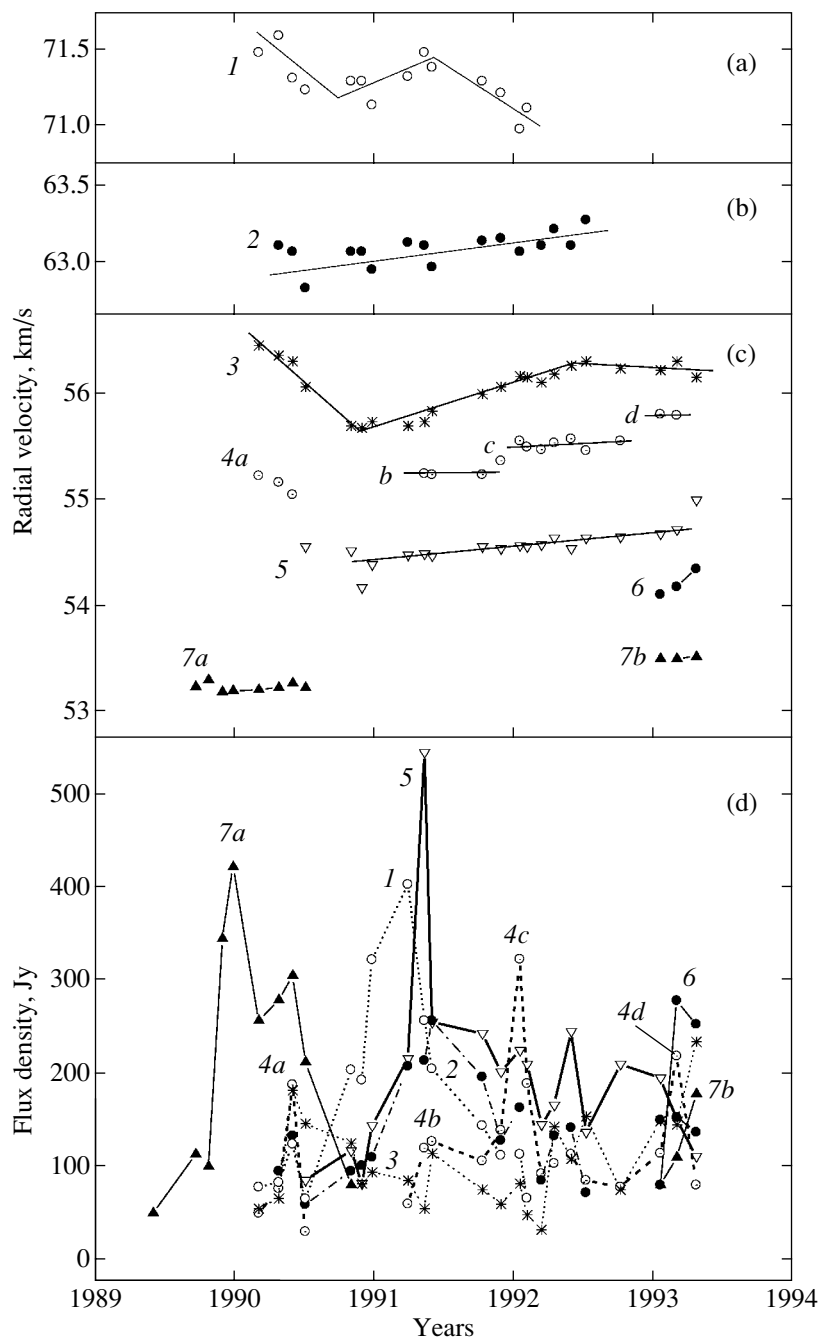 71.5
1
(a)
71.0
63.5
(b)
2
63.0
Radial velocity, km/s
(c)
3
56
d
c
4a
b
55
5
54
6
7a
7b
53
500
5
(d)
7a
400
1
4c
Flux density, Jy
300
6
4d
4a
200
2
7b
4b
100
3
0
1989
1990
1991
1992
1993
1994
Years